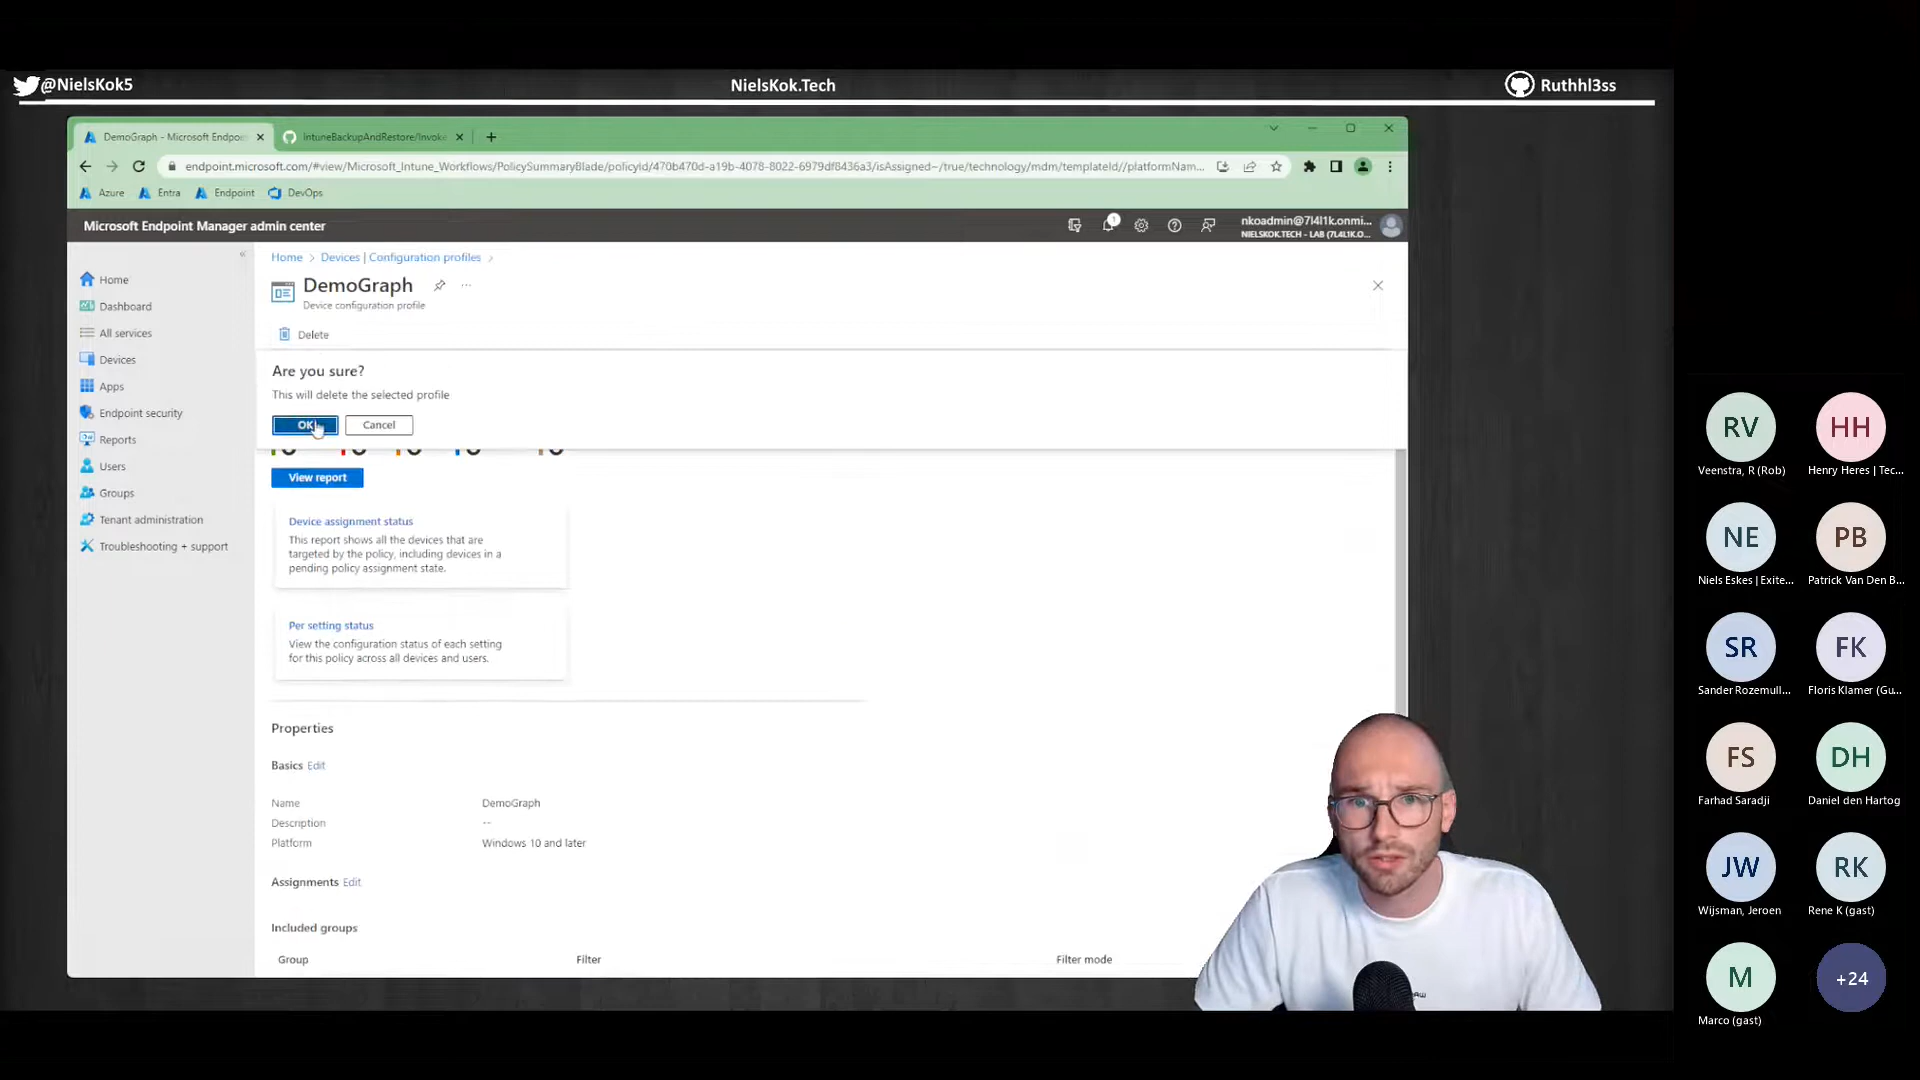 @NielsKok5
NielsKok.Tech
Ruthhl3ss
DemoGraph - Microsoft Endpoi
IntuneBackupAndRestore/Invoke
endpoint.microsoft.com/#view/Microsoft_Intune_Workflows/PolicySummaryBlade/policyId/470b470d-a19b-4078-8022-6979df8436a3/isAssigned~/true/technology/mdm/templateId//platformNam...
Azure
Entra
Endpoint
DevOps
Microsoft Endpoint Manager admin center
1
nkoadmin@7l4l1k.onmi...
NIELSKOK.TECH - LAB (7L4L1K.O...
Home
Dashboard
All services
Devices
Apps
Endpoint security
Reports
Users
Groups
Tenant administration
Troubleshooting + support
Home > Devices | Configuration profiles >
DemoGraph
Device configuration profile
Delete
Are you sure?
This will delete the selected profile
OK
Cancel
View report
Device assignment status
This report shows all the devices that are
targeted by the policy, including devices in a
pending policy assignment state.
Per setting status
View the configuration status of each setting
for this policy across all devices and users.
Properties
Basics Edit
Name DemoGraph
Description --
Platform Windows 10 and later
Assignments Edit
Included groups
Group Filter Filter mode
RV
Veenstra, R (Rob)
HH
Henry Heres | Tec...
NE
Niels Eskes | Exite...
PB
Patrick Van Den B...
SR
Sander Rozemull...
FK
Floris Klamer (Gu...
FS
Farhad Saradji
DH
Daniel den Hartog
JW
Wijsman, Jeroen
RK
Rene K (gast)
M
Marco (gast)
+24